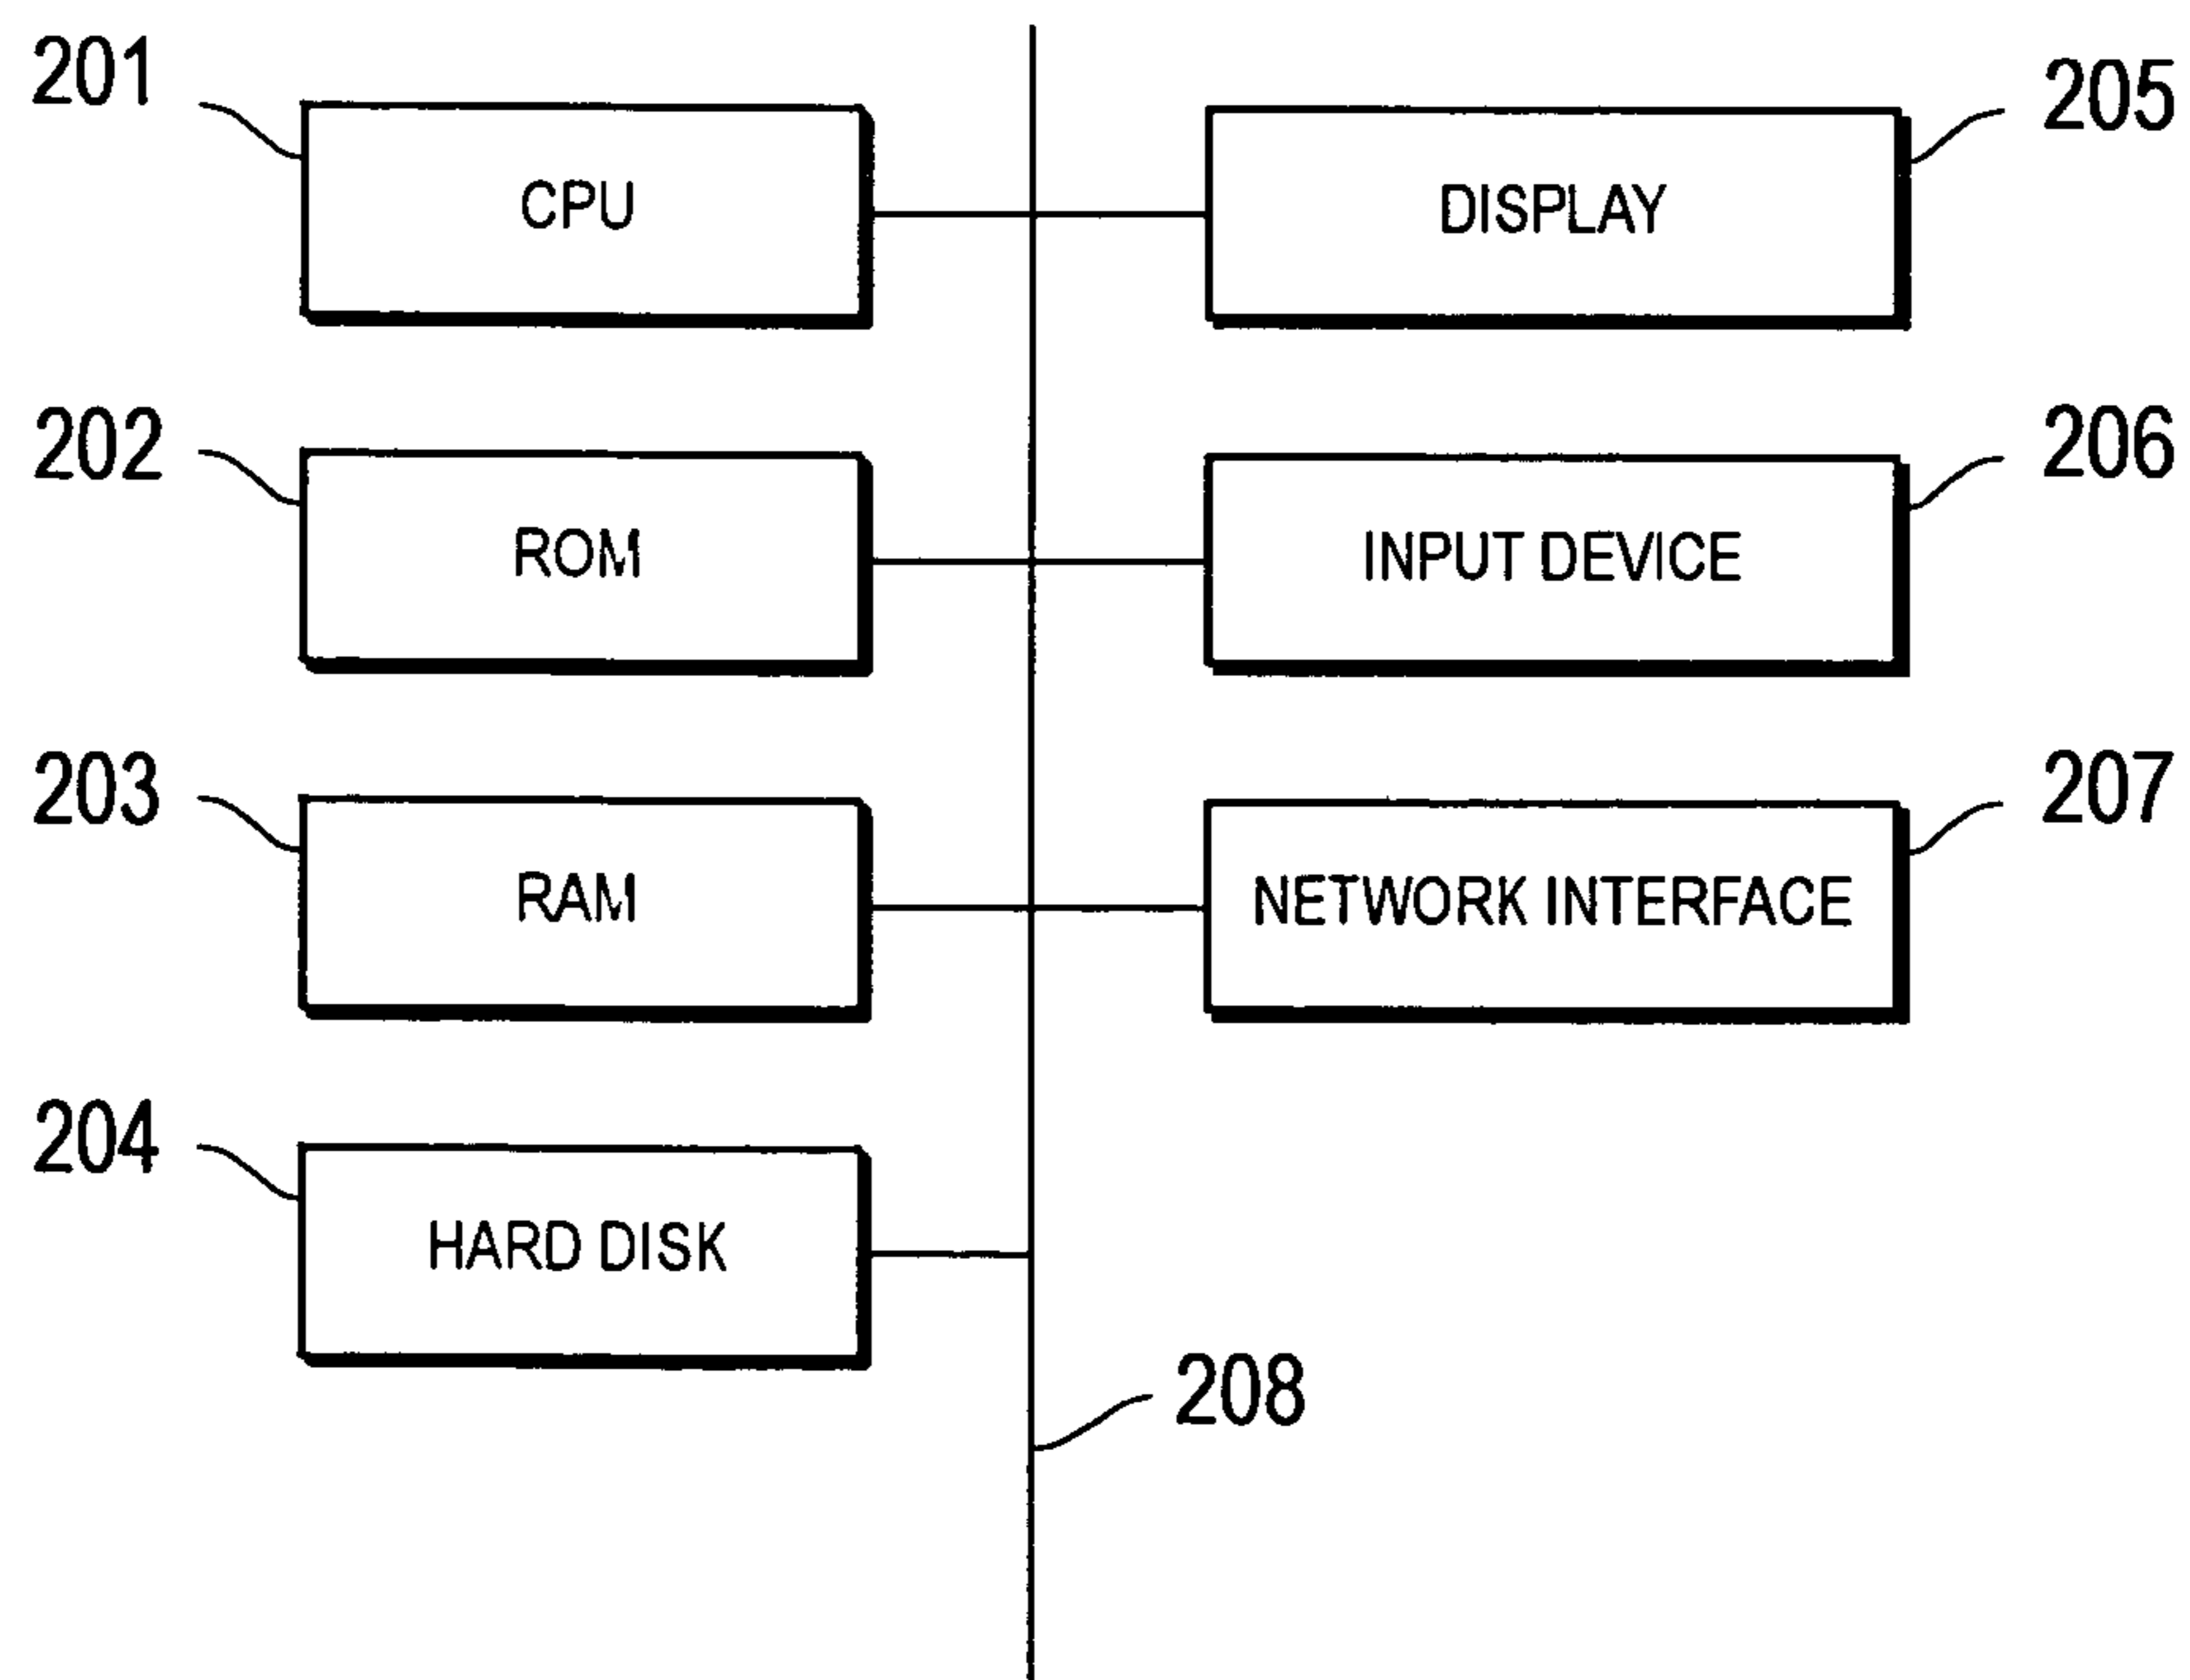 201
CPU
205
DISPLAY
202
ROM
206
INPUT DEVICE
203
RAM
207
NETWORK INTERFACE
204
HARD DISK
208